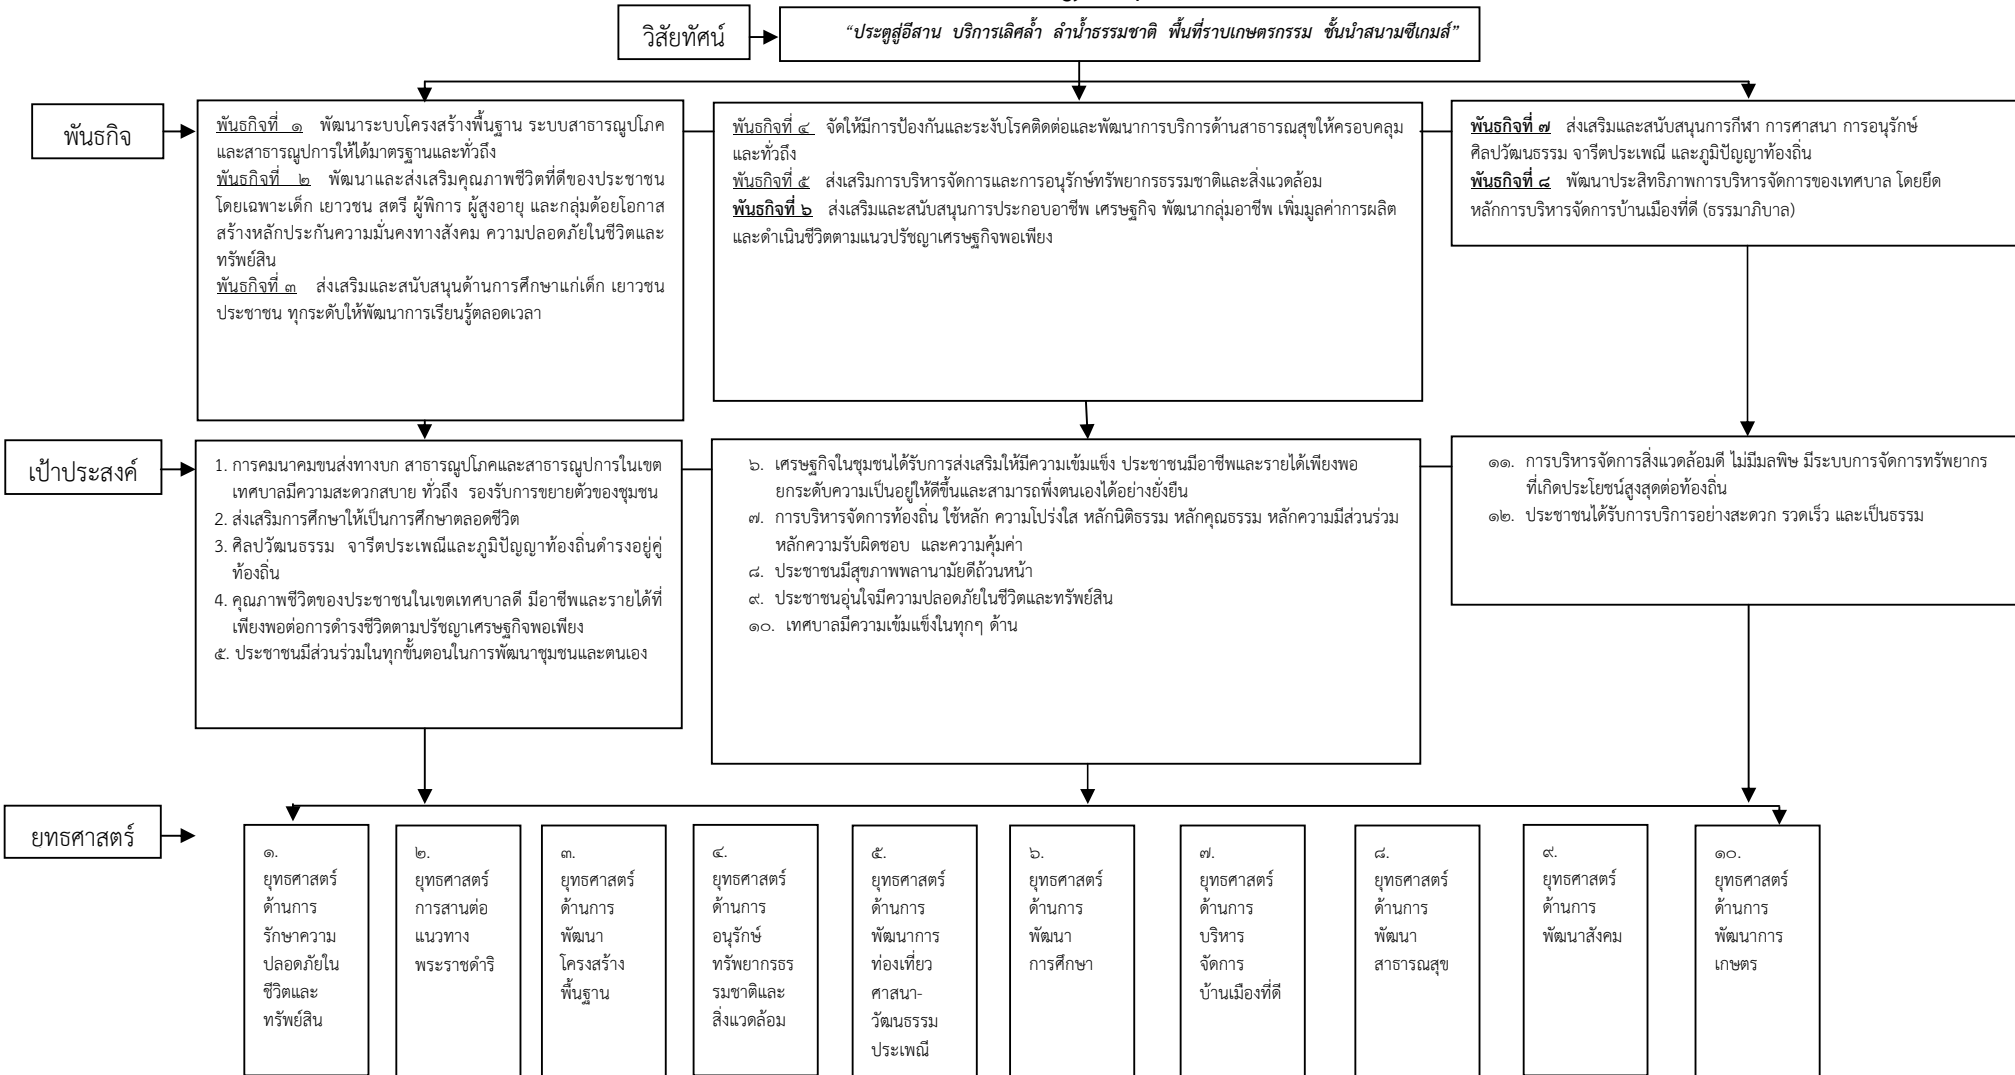 วิสัยทัศน์
“ประตูสู่อีสาน บริการเลิศล้ำ ลำน้ำธรรมชาติ พื้นที่ราบเกษตรกรรม ชั้นนำสนามซีเกมส์”
พันธกิจ
พันธกิจที่ ๑ พัฒนาระบบโครงสร้างพื้นฐาน ระบบสาธารณูปโภค
และสาธารณูปการให้ได้มาตรฐานและทั่วถึง
พันธกิจที่ ๒ พัฒนาและส่งเสริมคุณภาพชีวิตที่ดีของประชาชน
โดยเฉพาะเด็ก เยาวชน สตรี ผู้พิการ ผู้สูงอายุ และกลุ่มด้อยโอกาส
สร้างหลักประกันความมั่นคงทางสังคม ความปลอดภัยในชีวิตและ
ทรัพย์สิน
พันธกิจที่ ๓ ส่งเสริมและสนับสนุนด้านการศึกษาแก่เด็ก เยาวชน
ประชาชน ทุกระดับให้พัฒนาการเรียนรู้ตลอดเวลา
พันธกิจที่ ๔ จัดให้มีการป้องกันและระงับโรคติดต่อและพัฒนาการบริการด้านสาธารณสุขให้ครอบคลุม
และทั่วถึง
พันธกิจที่ ๕ ส่งเสริมการบริหารจัดการและการอนุรักษ์ทรัพยากรธรรมชาติและสิ่งแวดล้อม
พันธกิจที่ ๖ ส่งเสริมและสนับสนุนการประกอบอาชีพ เศรษฐกิจ พัฒนากลุ่มอาชีพ เพิ่มมูลค่าการผลิต
และดำเนินชีวิตตามแนวปรัชญาเศรษฐกิจพอเพียง
พันธกิจที่ ๗ ส่งเสริมและสนับสนุนการกีฬา การศาสนา การอนุรักษ์
ศิลปวัฒนธรรม จารีตประเพณี และภูมิปัญญาท้องถิ่น
พันธกิจที่ ๘ พัฒนาประสิทธิภาพการบริหารจัดการของเทศบาล โดยยึด
หลักการบริหารจัดการบ้านเมืองที่ดี (ธรรมาภิบาล)
เป้าประสงค์
1. การคมนาคมขนส่งทางบก สาธารณูปโภคและสาธารณูปการในเขต
เทศบาลมีความสะดวกสบาย ทั่วถึง รองรับการขยายตัวของชุมชน
2. ส่งเสริมการศึกษาให้เป็นการศึกษาตลอดชีวิต
3. ศิลปวัฒนธรรม จารีตประเพณีและภูมิปัญญาท้องถิ่นดำรงอยู่คู่
ท้องถิ่น
4. คุณภาพชีวิตของประชาชนในเขตเทศบาลดี มีอาชีพและรายได้ที่
เพียงพอต่อการดำรงชีวิตตามปรัชญาเศรษฐกิจพอเพียง
๕. ประชาชนมีส่วนร่วมในทุกขั้นตอนในการพัฒนาชุมชนและตนเอง
๖. เศรษฐกิจในชุมชนได้รับการส่งเสริมให้มีความเข้มแข็ง ประชาชนมีอาชีพและรายได้เพียงพอ
ยกระดับความเป็นอยู่ให้ดีขึ้นและสามารถพึ่งตนเองได้อย่างยั่งยืน
๗. การบริหารจัดการท้องถิ่น ใช้หลัก ความโปร่งใส หลักนิติธรรม หลักคุณธรรม หลักความมีส่วนร่วม
หลักความรับผิดชอบ และความคุ้มค่า
๘. ประชาชนมีสุขภาพพลานามัยดีถ้วนหน้า
๙. ประชาชนอุ่นใจมีความปลอดภัยในชีวิตและทรัพย์สิน
๑๐. เทศบาลมีความเข้มแข็งในทุกๆ ด้าน
๑๑. การบริหารจัดการสิ่งแวดล้อมดี ไม่มีมลพิษ มีระบบการจัดการทรัพยากร
ที่เกิดประโยชน์สูงสุดต่อท้องถิ่น
๑๒. ประชาชนได้รับการบริการอย่างสะดวก รวดเร็ว และเป็นธรรม
ยทธศาสตร์
๑.
ยุทธศาสตร์
ด้านการ
รักษาความ
ปลอดภัยใน
ชีวิตและ
ทรัพย์สิน
๒.
ยุทธศาสตร์
การสานต่อ
แนวทาง
พระราชดำริ
๓.
ยุทธศาสตร์
ด้านการ
พัฒนา
โครงสร้าง
พื้นฐาน
๔.
ยุทธศาสตร์
ด้านการ
อนุรักษ์
ทรัพยากรธร
รมชาติและ
สิ่งแวดล้อม
๕.
ยุทธศาสตร์
ด้านการ
พัฒนาการ
ท่องเที่ยว
ศาสนา-
วัฒนธรรม
ประเพณี
๖.
ยุทธศาสตร์
ด้านการ
พัฒนา
การศึกษา
๗.
ยุทธศาสตร์
ด้านการ
บริหาร
จัดการ
บ้านเมืองที่ดี
๘.
ยุทธศาสตร์
ด้านการ
พัฒนา
สาธารณสุข
๙.
ยุทธศาสตร์
ด้านการ
พัฒนาสังคม
๑๐.
ยุทธศาสตร์
ด้านการ
พัฒนาการ
เกษตร